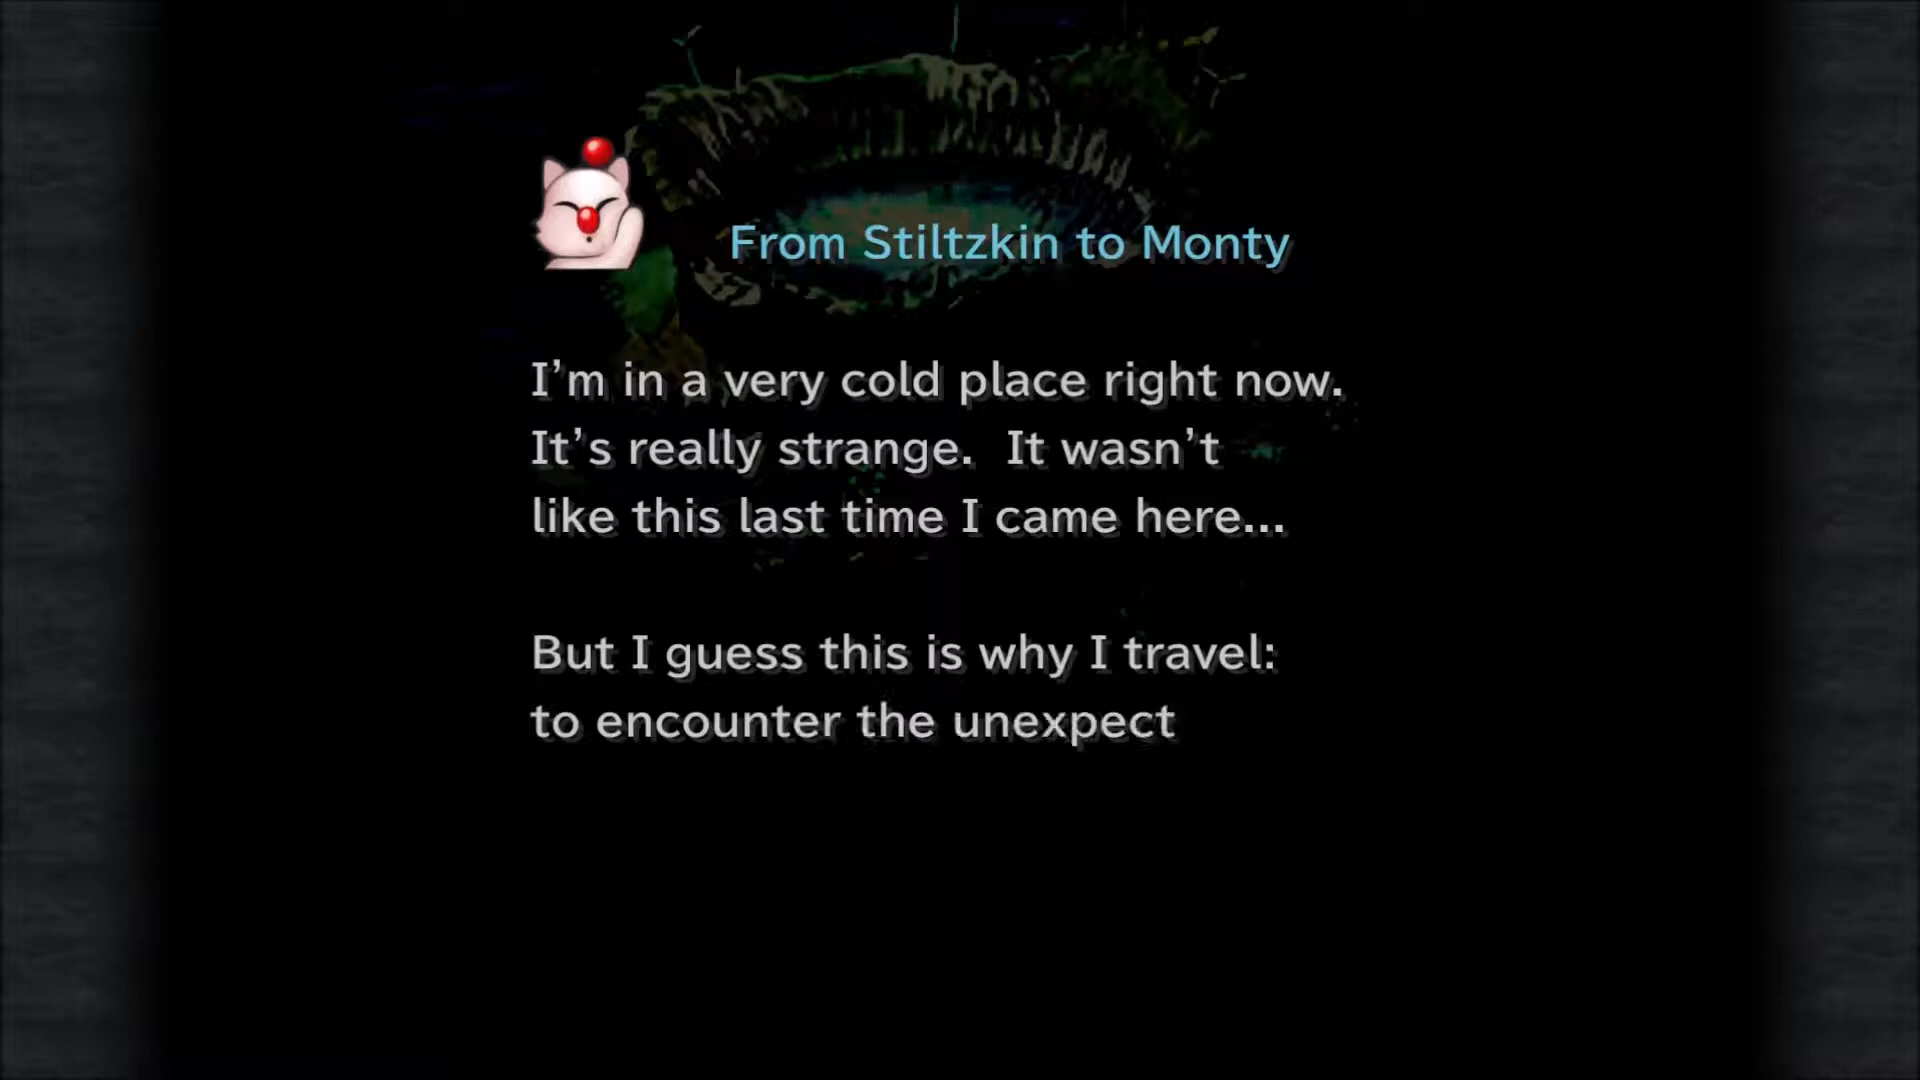 From Stiltzkin to Monty
I'm in a very cold place right now.
It's really strange.  It wasn't
like this last time I came here...
But I guess this is why I travel:
to encounter the unexpect